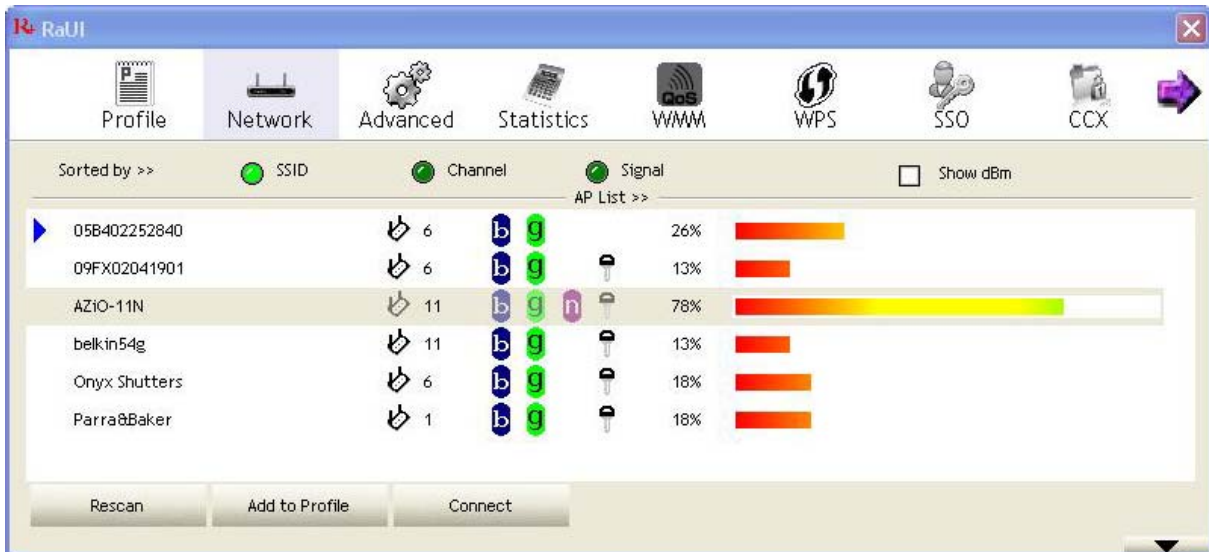 RaUI
Profile Network Advanced Statistics QoS WMM WPS SSO CCX
Sorted by >> SSID Channel Signal Show dBm
AP List >>
05B402252840 6 b g 26%
09FX02041901 6 b g 13%
AZiO-11N 11 b g n 78%
belkin54g 11 b g 13%
Onyx Shutters 6 b g 18%
Parra&Baker 1 b g 18%
Rescan Add to Profile Connect